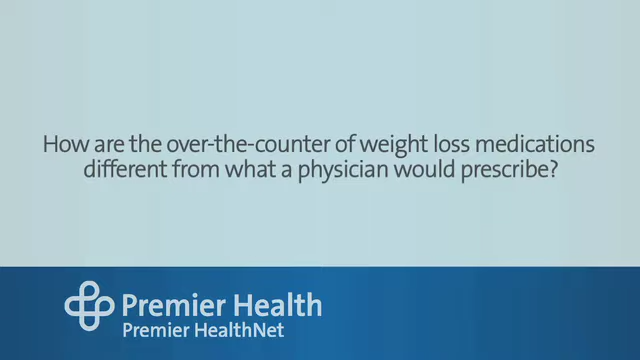 How are the over-the-counter of weight loss medications
different from what a physician would prescribe?
Premier Health
Premier HealthNet